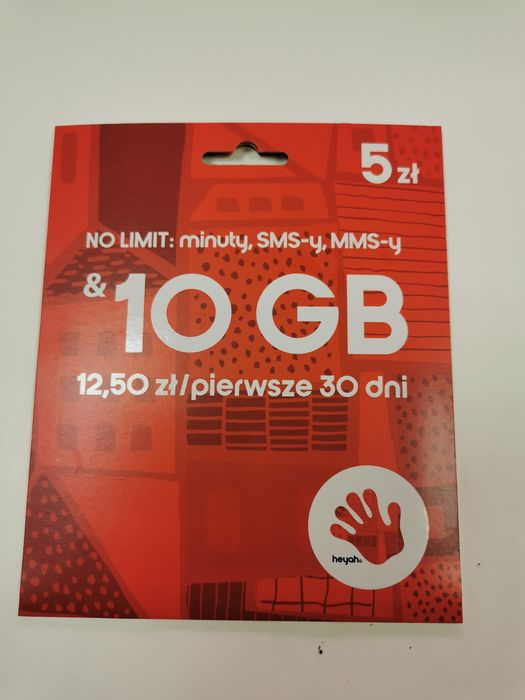 5 zł
NO LIMIT: minuty, SMS-y, MMS-y
& 10 GB
12,50 zł/pierwsze 30 dni
heyah®